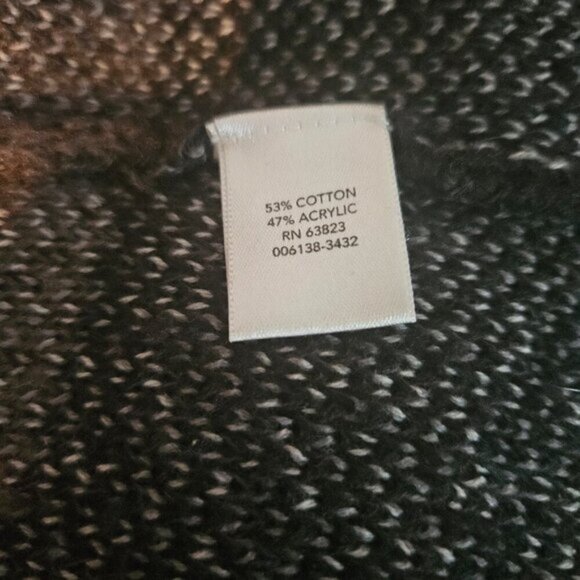 53% COTTON
47% ACRYLIC
RN 63823
006138-3432